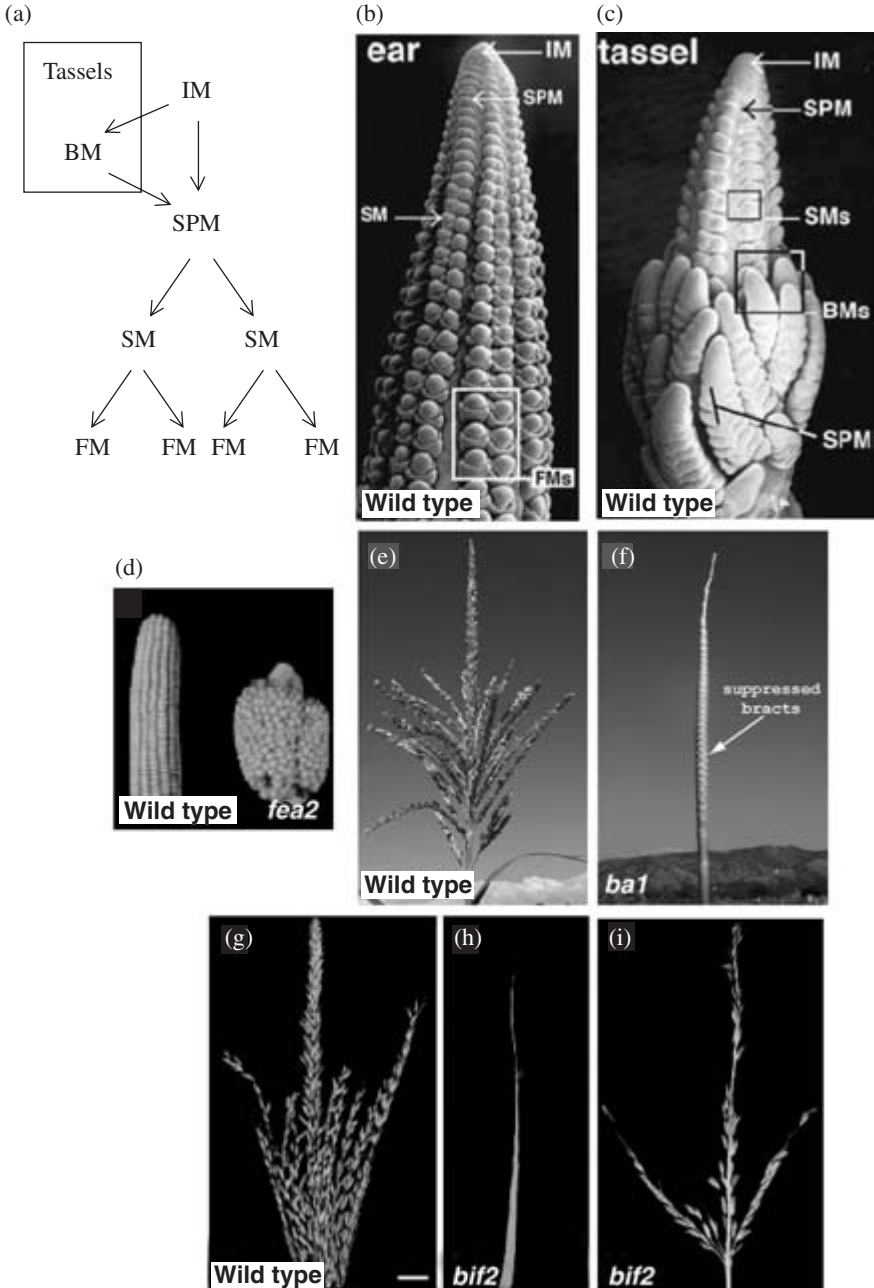 (a)
Tassels
IM
BM
SPM
SM SM
FM FM FM FM
(b)
ear
IM
SPM
SM
FMs
Wild type
(c)
tassel
IM
SPM
SMs
BMs
SPM
Wild type
(d)
Wild type
fea2
(e)
Wild type
(f)
suppressed
bracts
ba1
(g)
Wild type
(h)
bif2
(i)
bif2